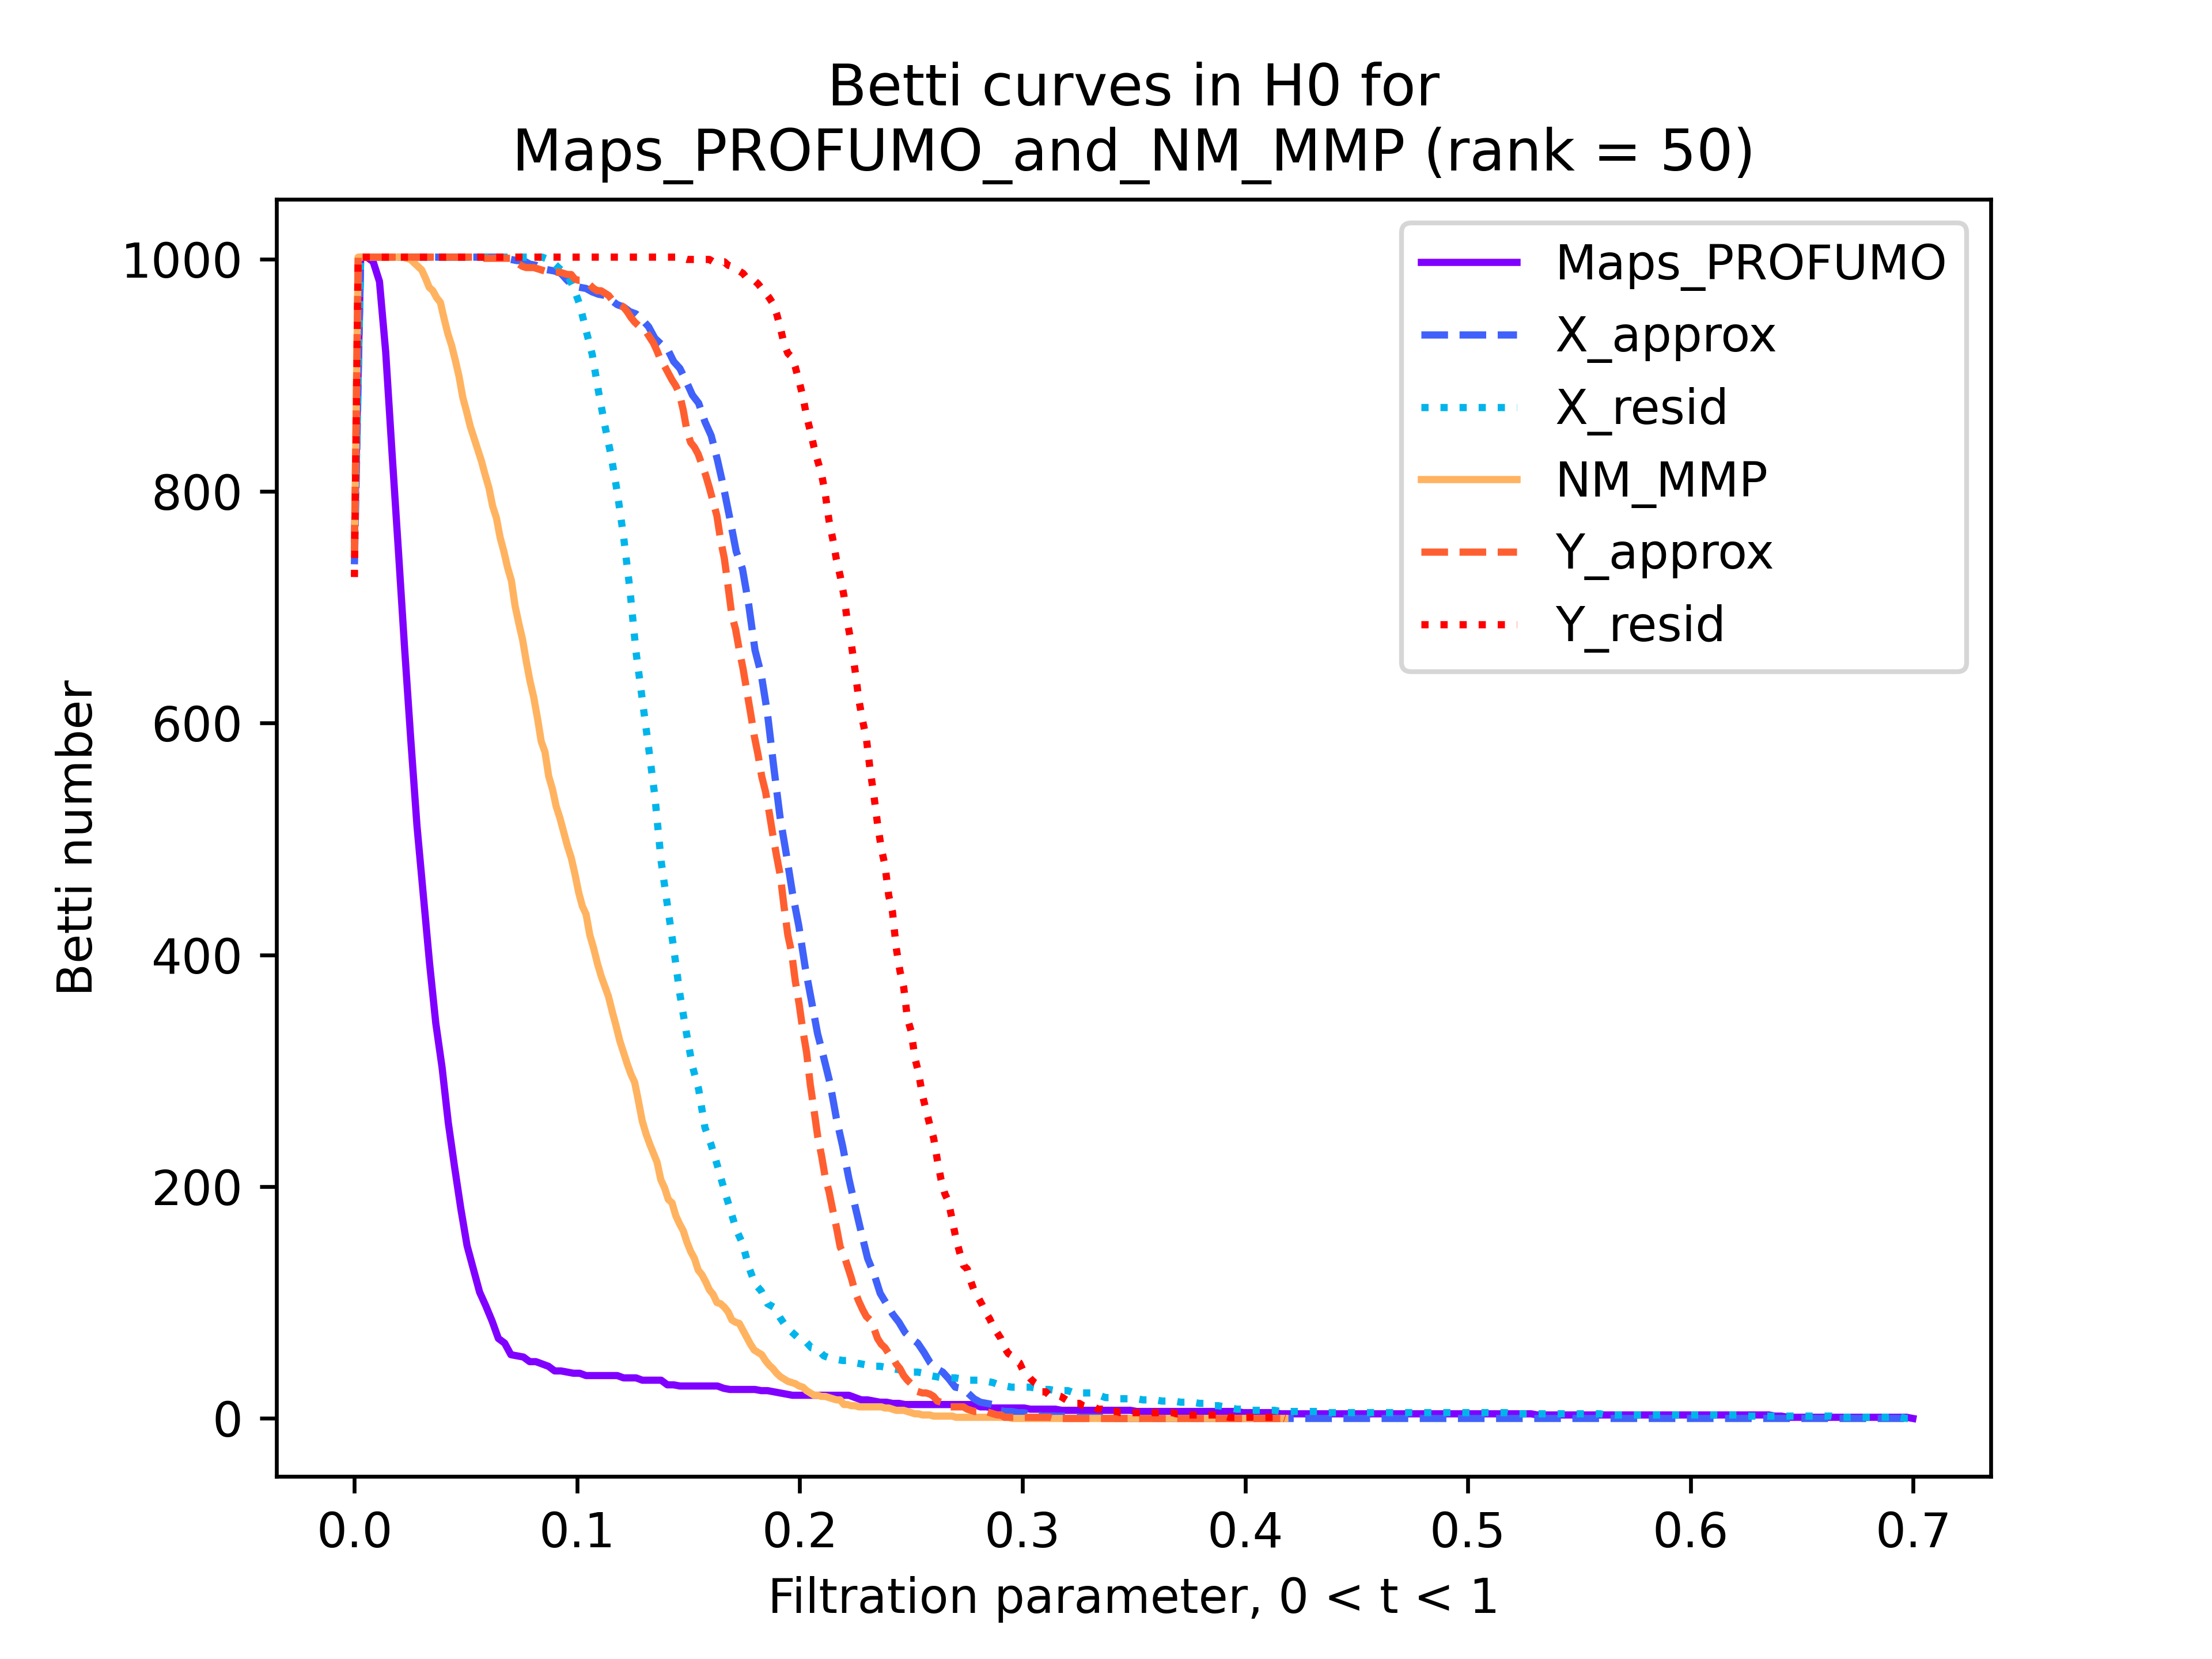 Betti curves in H0 for
Maps_PROFUMO_and_NM_MMP (rank = 50)
Maps_PROFUMO
X_approx
X_resid
NM_MMP
Y_approx
Y_resid
Betti number
1000
800
600
400
200
0
0.0 0.1 0.2 0.3 0.4 0.5 0.6 0.7
Filtration parameter, 0 < t < 1